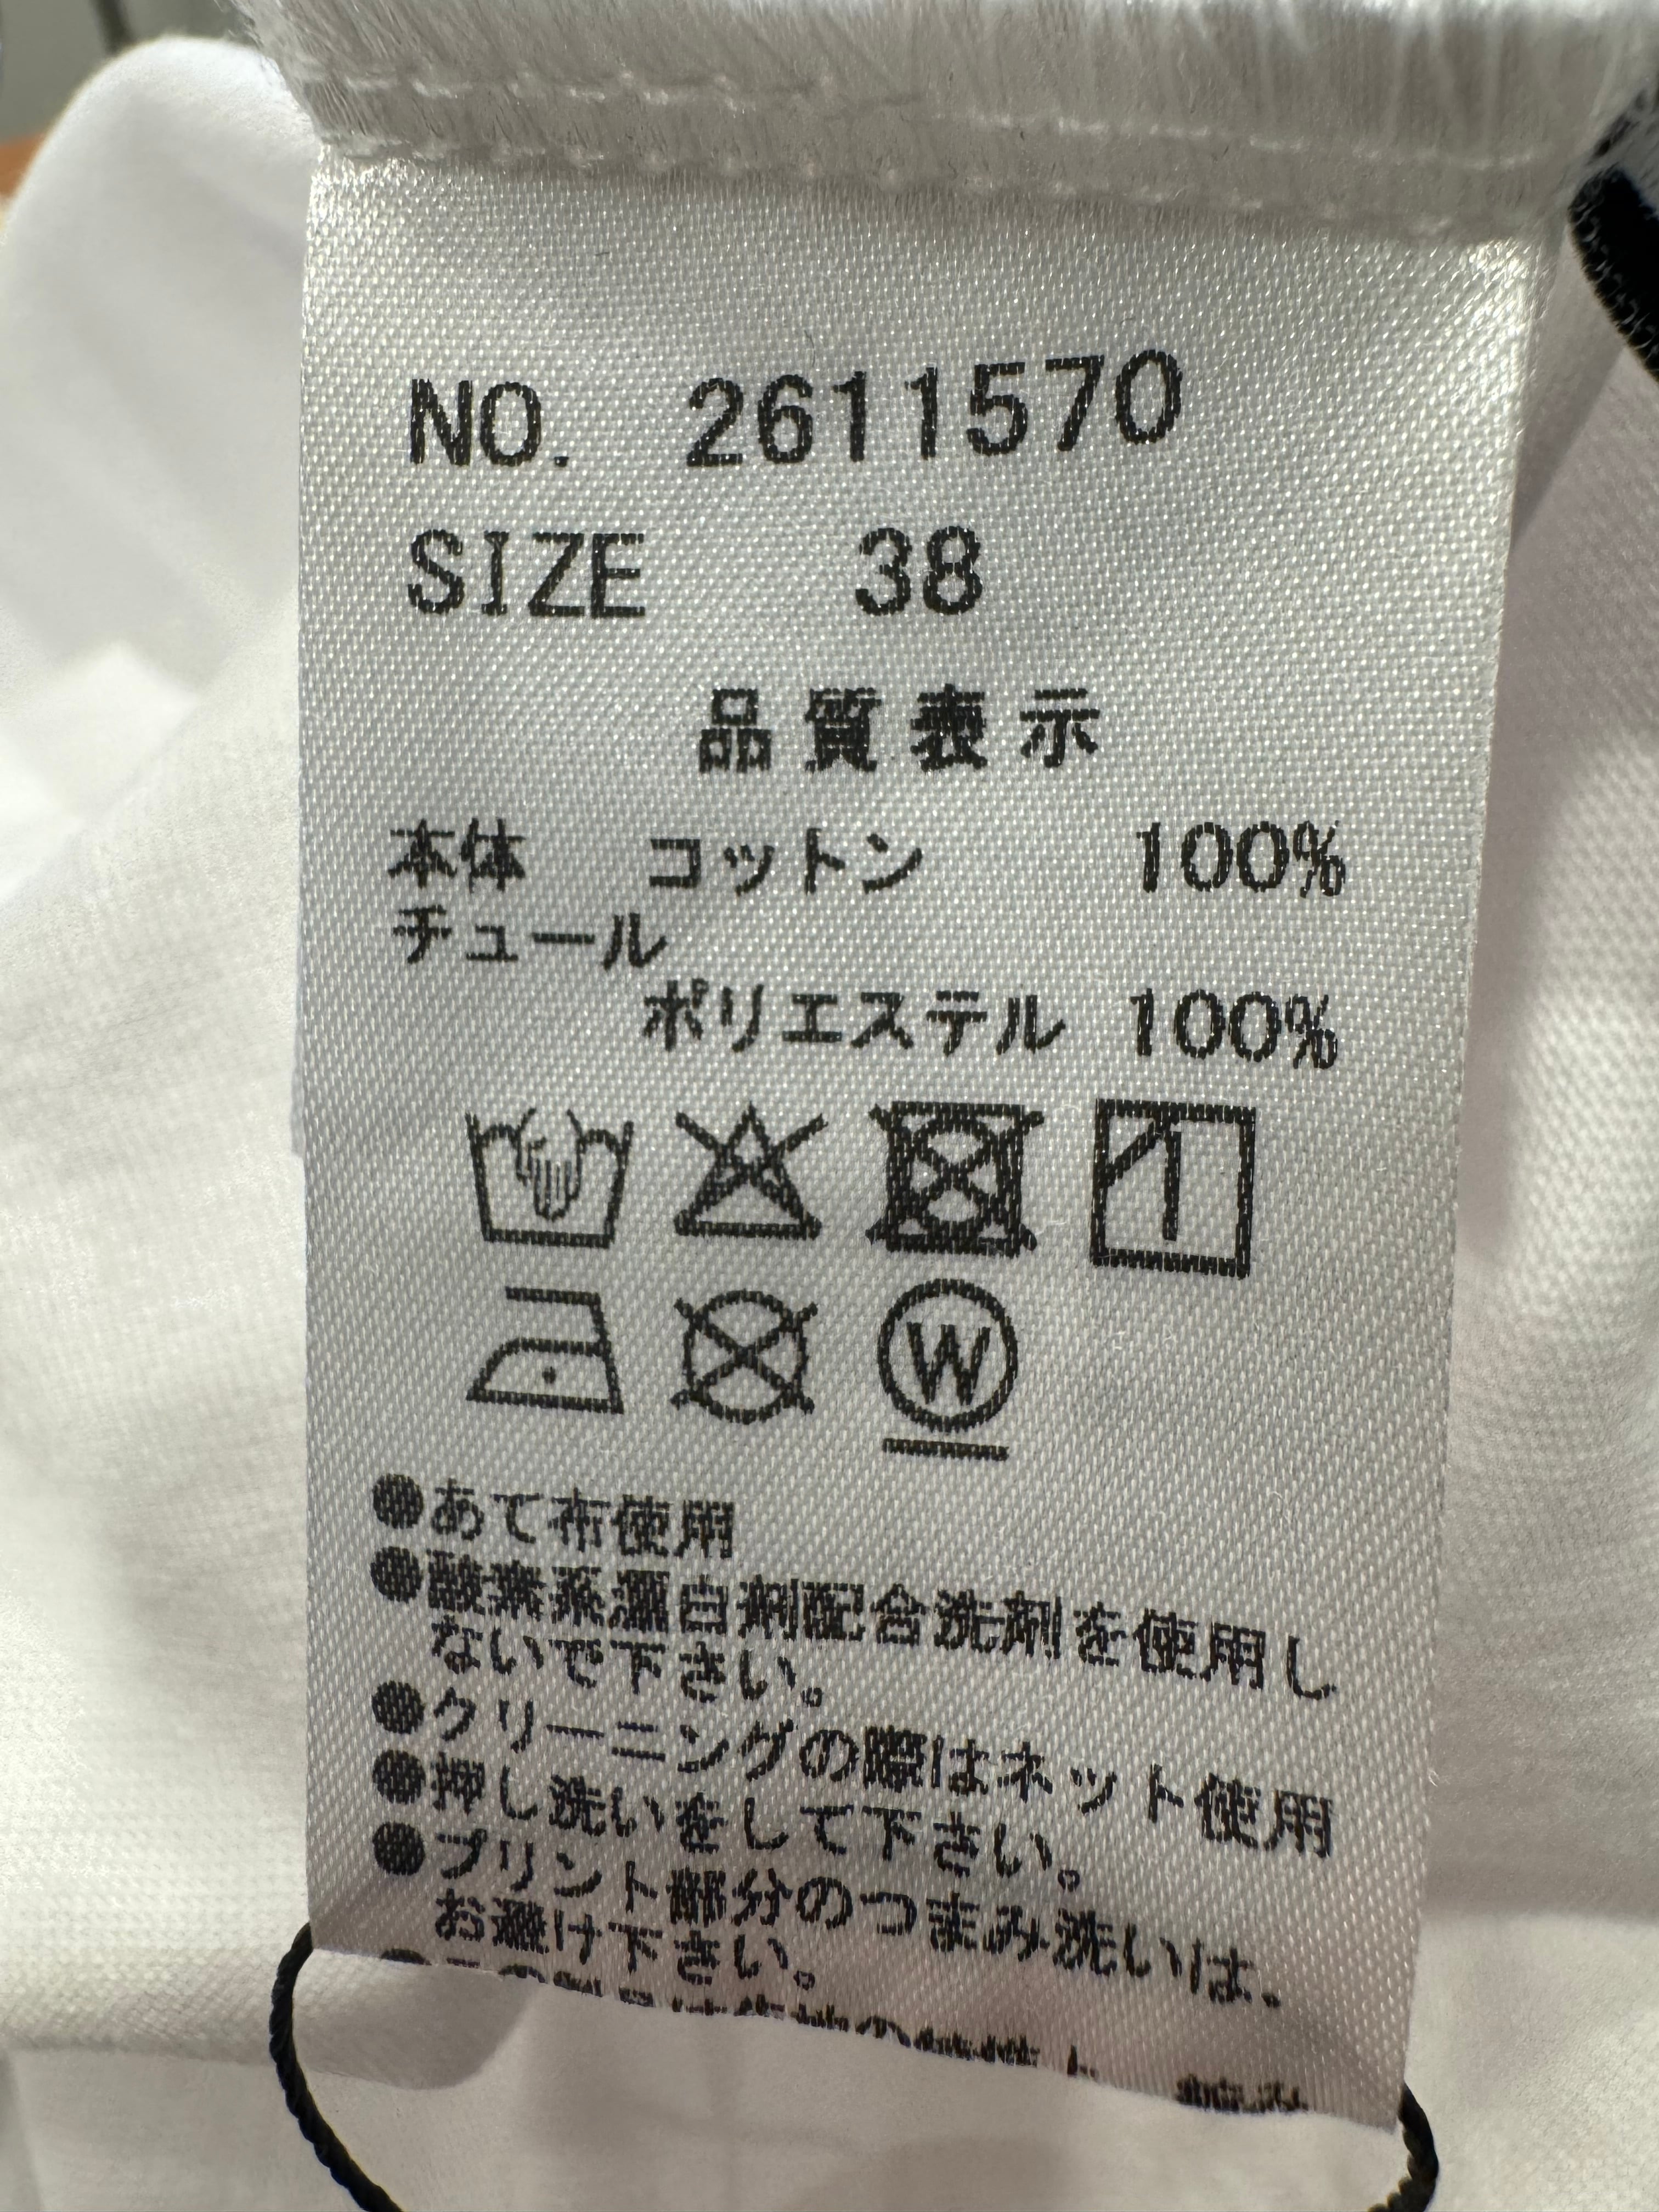 NO. 2611570
SIZE 38
品質表示
本体 コットン 100%
チュール
ポリエステル 100%
W
●あて布使用
●酸素系漂白剤配合洗剤を使用し
ないで下さい。
●クリーニングの際はネット使用
●押し洗いをして下さい。
●プリント部分のつまみ洗いは、
お避け下さい。